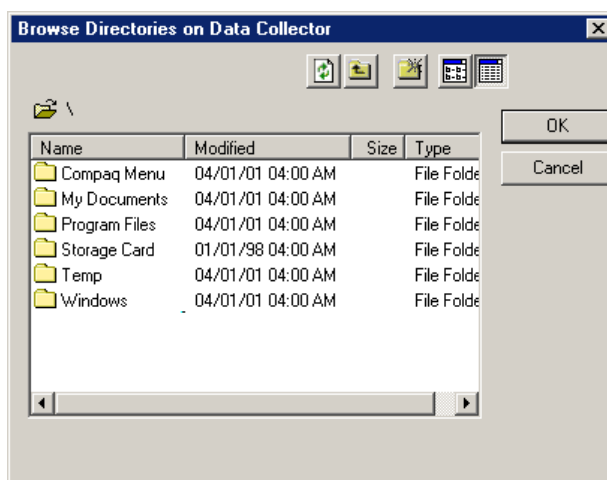 Browse Directories on Data Collector
\
OK
Name Modified Size Type
Cancel
Compaq Menu 04/01/01 04:00 AM File Folde
My Documents 04/01/01 04:00 AM File Folde
Program Files 04/01/01 04:00 AM File Folde
Storage Card 01/01/98 04:00 AM File Folde
Temp 04/01/01 04:00 AM File Folde
Windows 04/01/01 04:00 AM File Folde